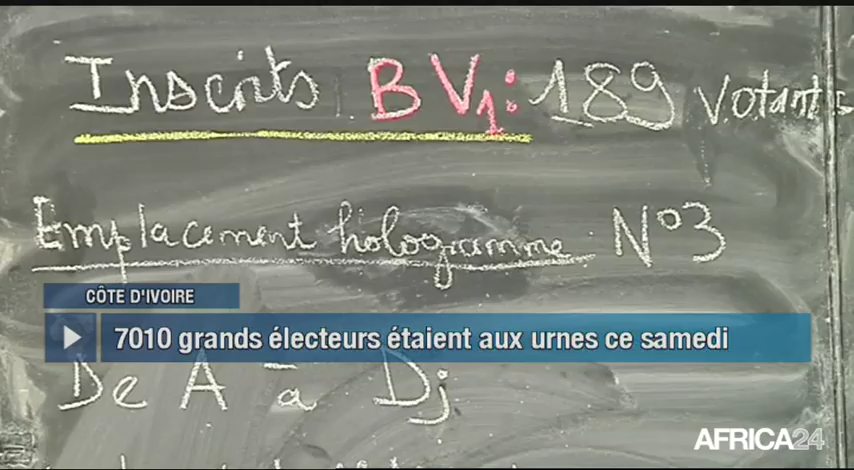 Inscrits BV1: 189 Votants
Emplacement hologramme N°3
CÔTE D'IVOIRE
7010 grands électeurs étaient aux urnes ce samedi
De A à Dj
AFRICA24